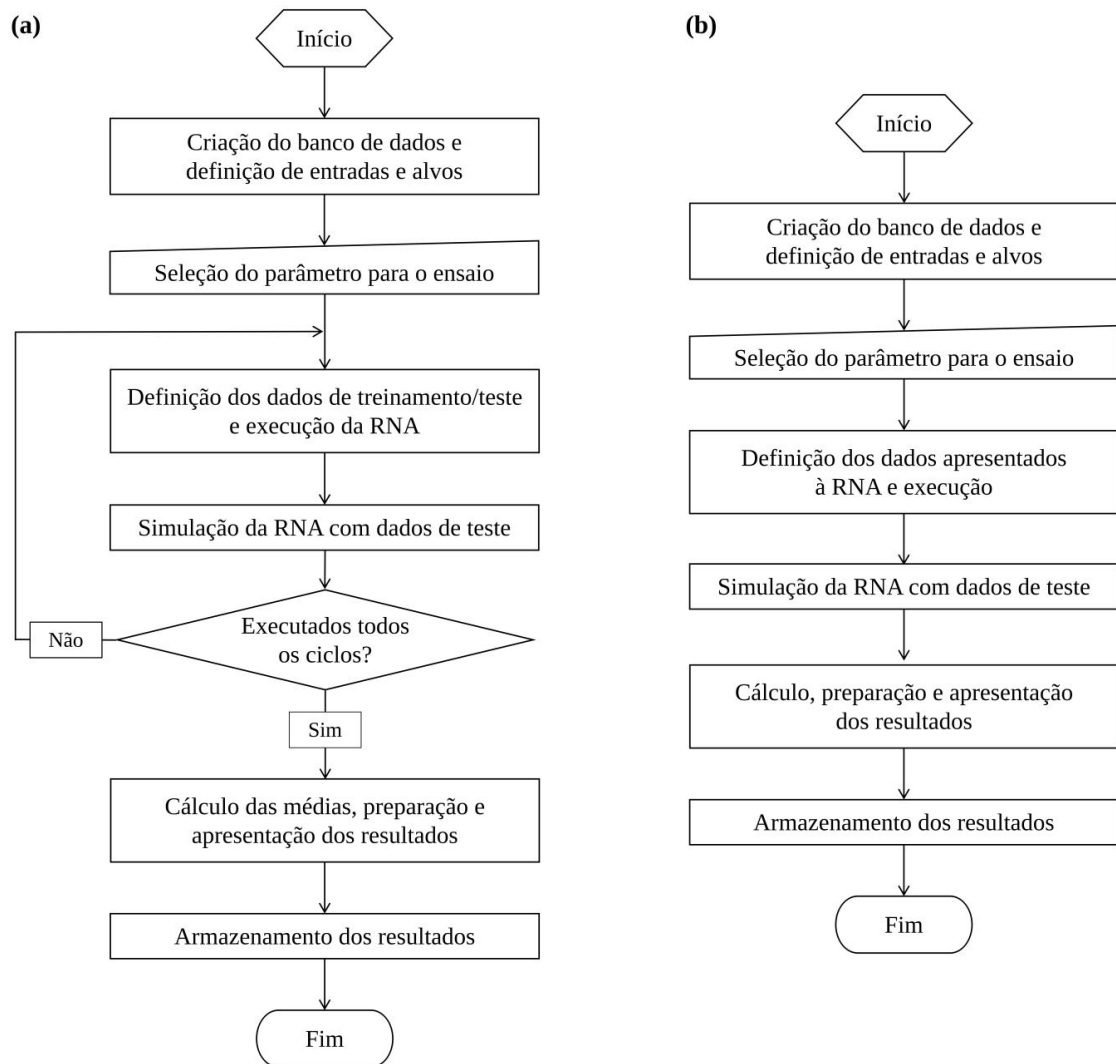 (a)
Início
Criação do banco de dados e
definição de entradas e alvos
Seleção do parâmetro para o ensaio
Definição dos dados de treinamento/teste
e execução da RNA
Simulação da RNA com dados de teste
Executados todos
os ciclos?
Não
Sim
Cálculo das médias, preparação e
apresentação dos resultados
Armazenamento dos resultados
Fim
(b)
Início
Criação do banco de dados e
definição de entradas e alvos
Seleção do parâmetro para o ensaio
Definição dos dados apresentados
à RNA e execução
Simulação da RNA com dados de teste
Cálculo, preparação e apresentação
dos resultados
Armazenamento dos resultados
Fim